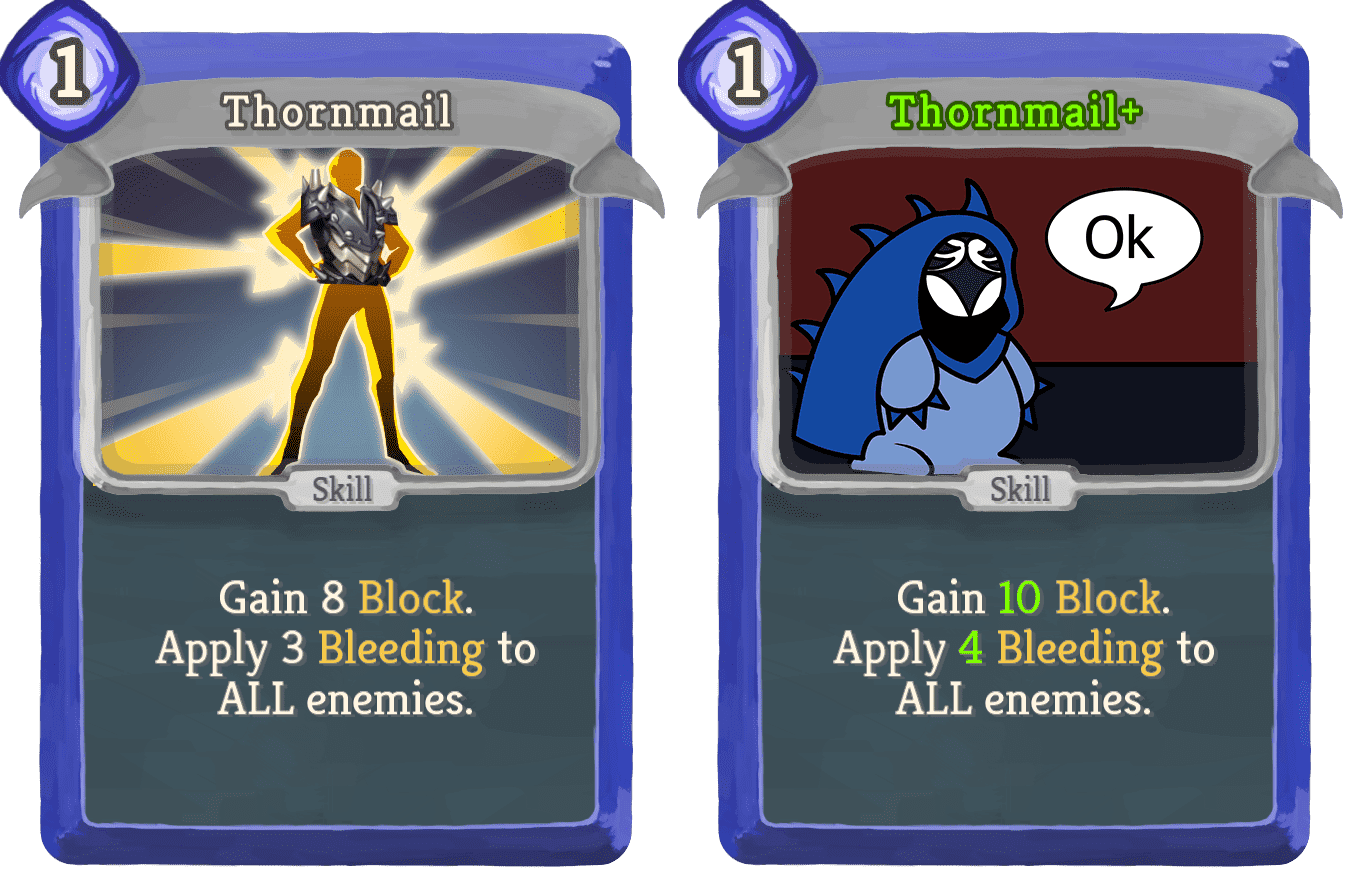 1
Thornmail
Skill
Gain 8 Block.
Apply 3 Bleeding to
ALL enemies.
1
Thornmail+
Ok
Skill
Gain 10 Block.
Apply 4 Bleeding to
ALL enemies.